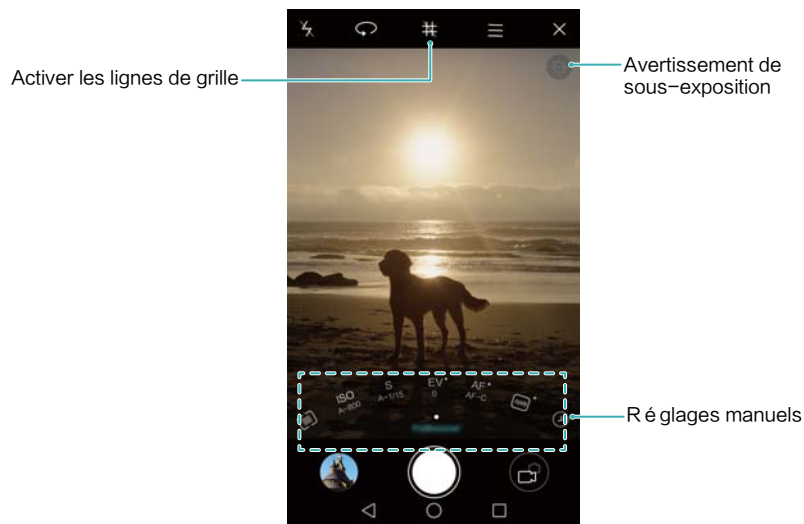 Activer les lignes de grille
Avertissement de
sous-exposition
ISO
A-800
S
A-1/15
EV
0
AF
AF-C
Réglages manuels